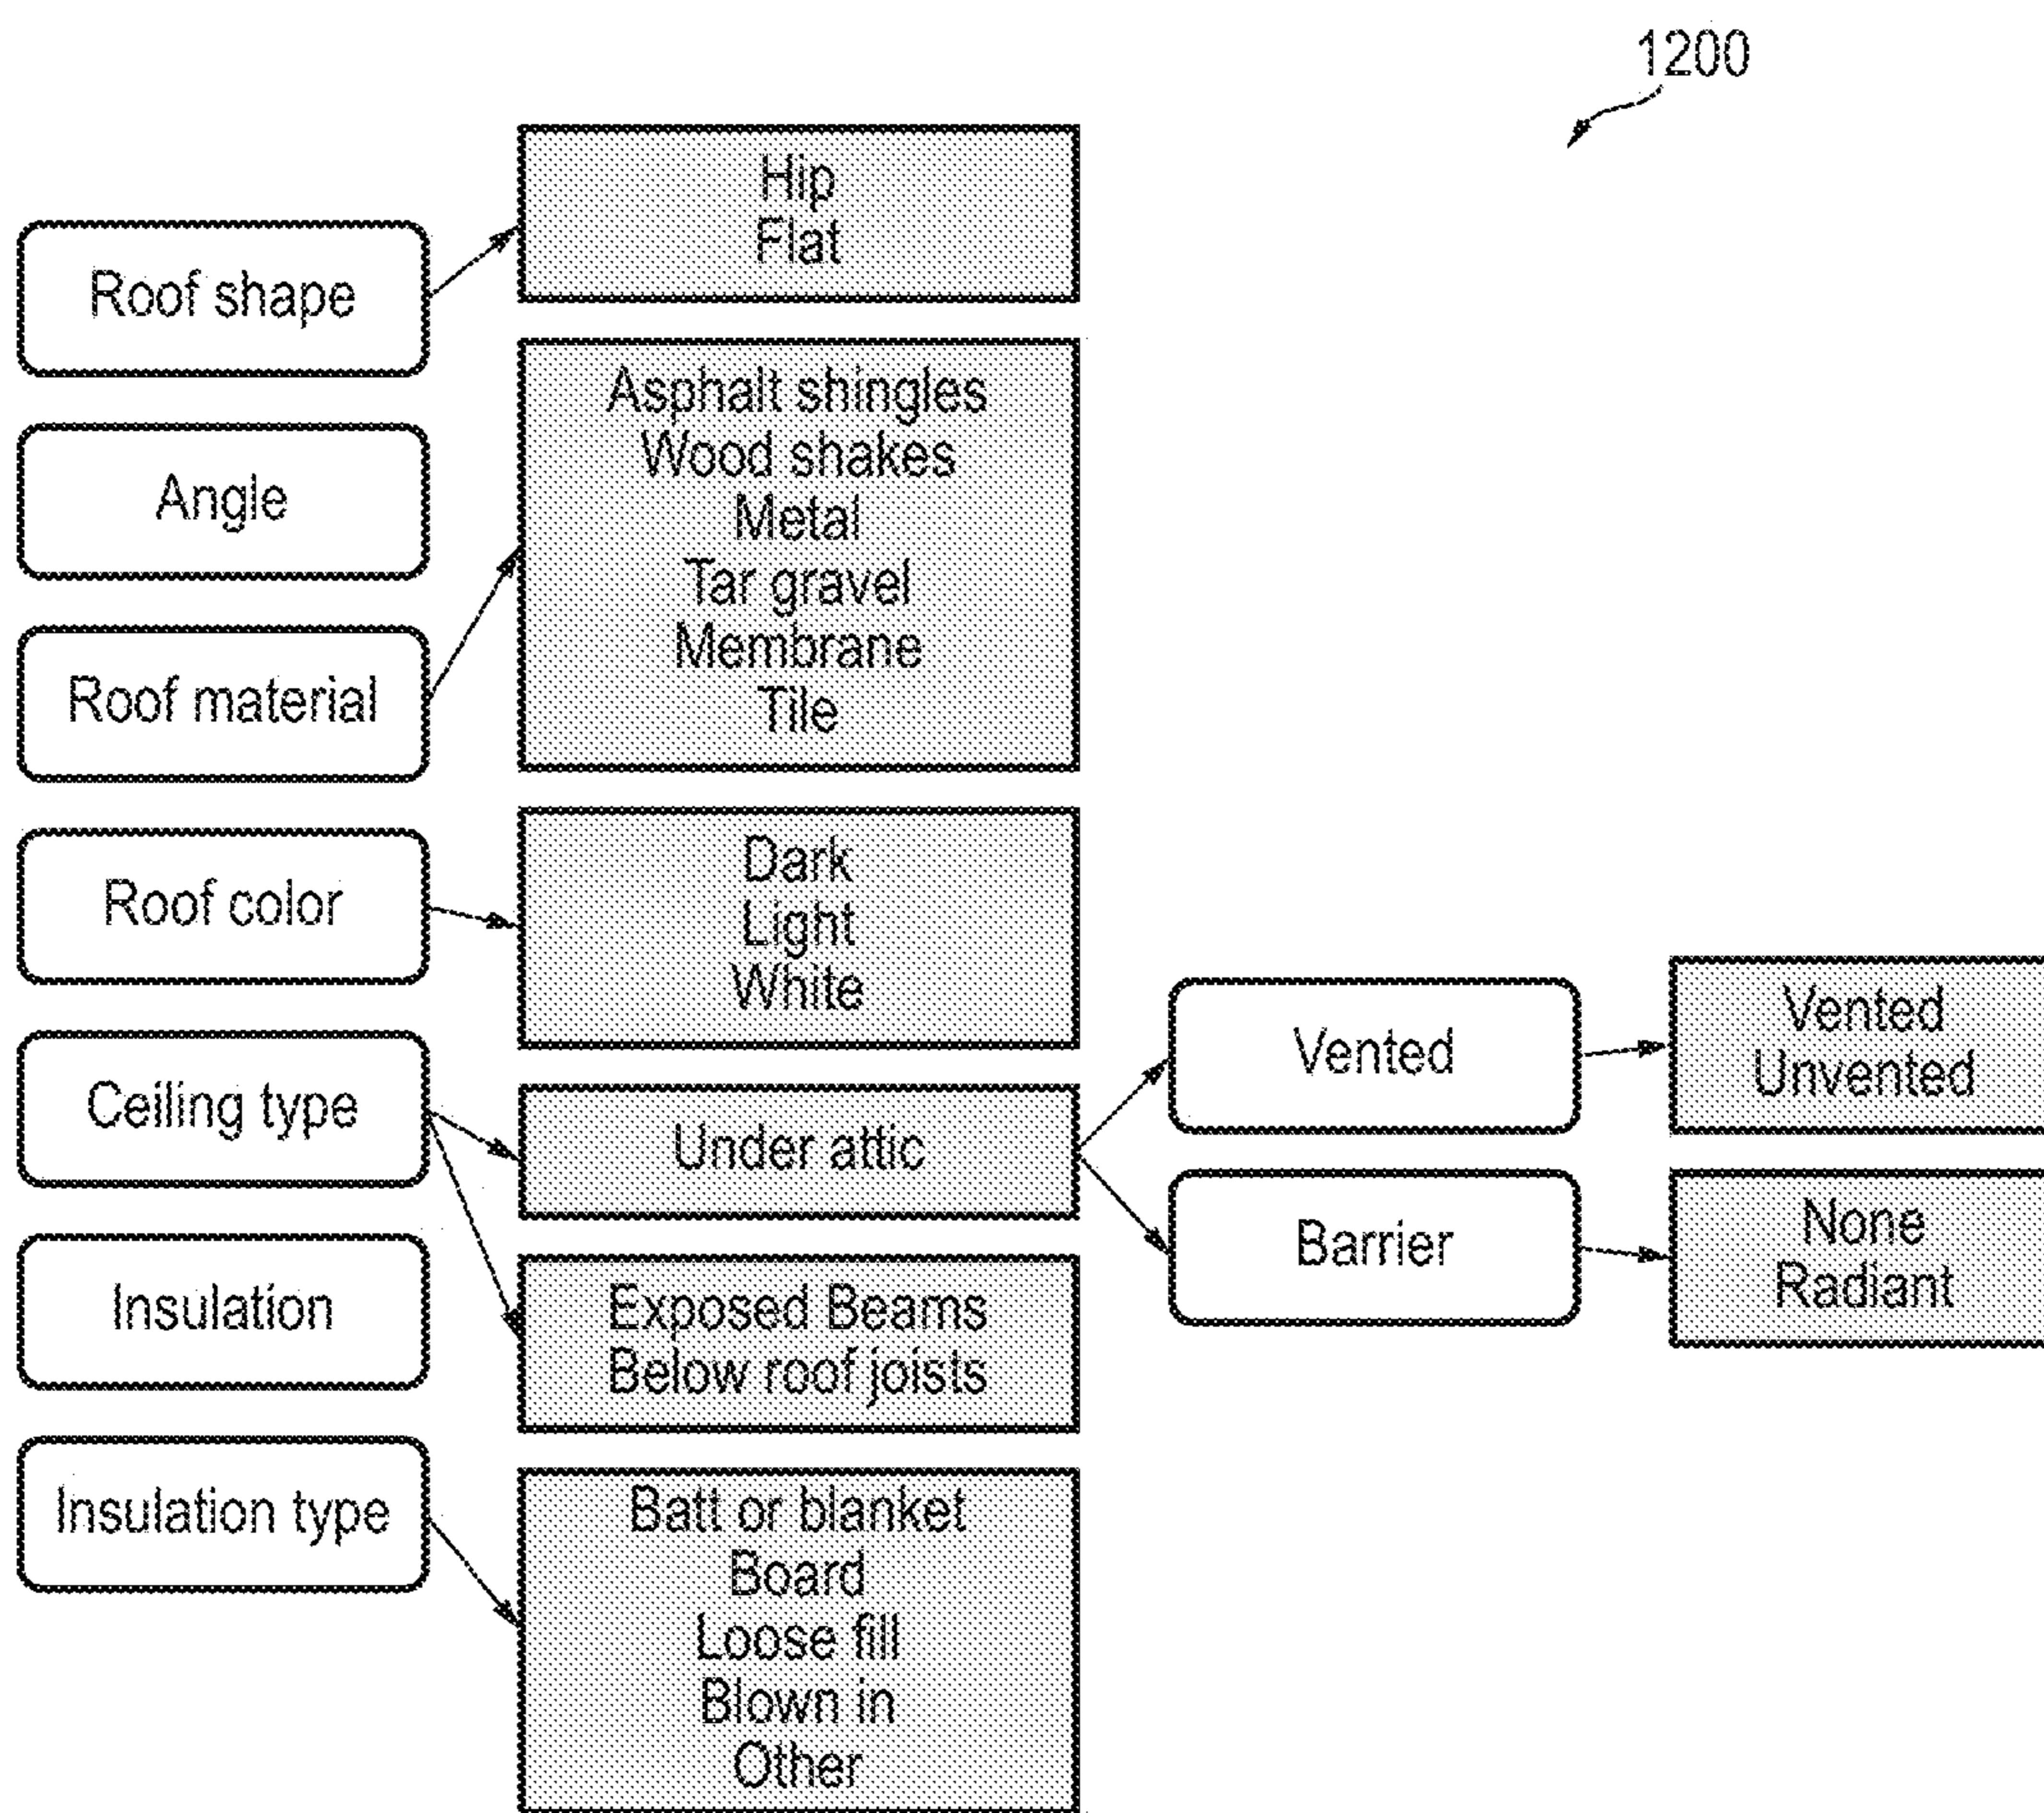 1200
Roof shape
Hip
Flat
Angle
Roof material
Asphalt shingles
Wood shakes
Metal
Tar gravel
Membrane
Tile
Roof color
Dark
Light
White
Ceiling type
Under attic
Vented
Vented
Unvented
Barrier
None
Radiant
Exposed Beams
Below roof joists
Insulation
Insulation type
Batt or blanket
Board
Loose fill
Blown in
Other